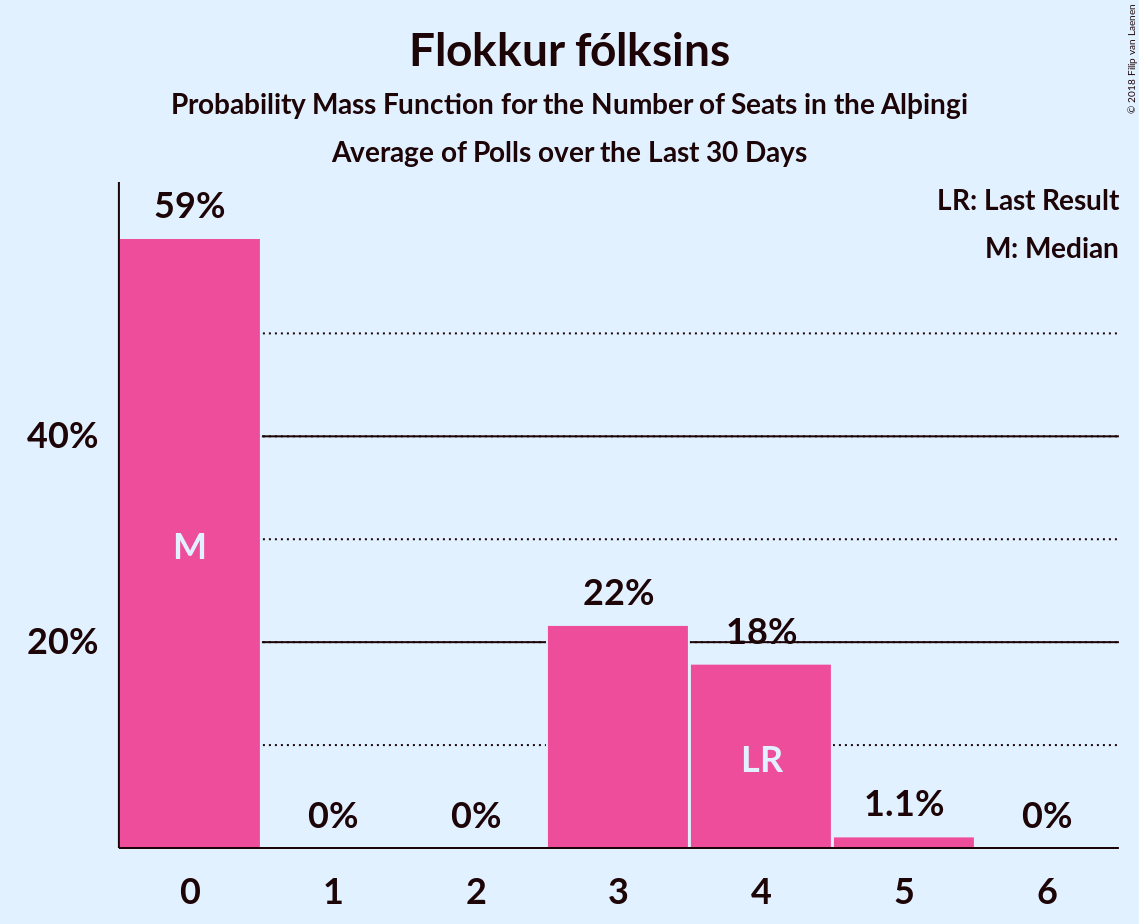 Flokkur fólksins
Probability Mass Function for the Number of Seats in the Alþingi
Average of Polls over the Last 30 Days
© 2018 Filip van Laenen
LR: Last Result
M: Median
59%
40%
M
22%
18%
20%
LR
1.1%
0%
0%
0%
0 1 2 3 4 5 6